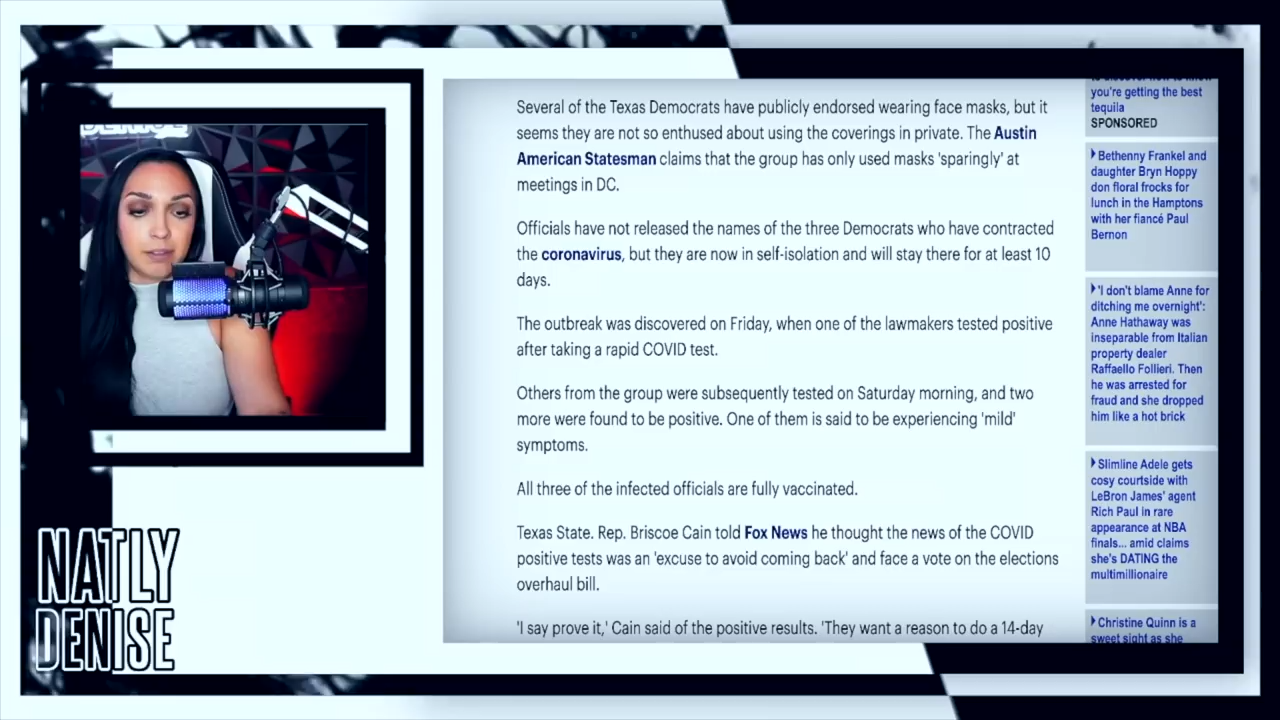 DENISE
Several of the Texas Democrats have publicly endorsed wearing face masks, but it
seems they are not so enthused about using the coverings in private. The Austin
American Statesman claims that the group has only used masks 'sparingly' at
meetings in DC.
Officials have not released the names of the three Democrats who have contracted
the coronavirus, but they are now in self-isolation and will stay there for at least 10
days.
The outbreak was discovered on Friday, when one of the lawmakers tested positive
after taking a rapid COVID test.
Others from the group were subsequently tested on Saturday morning, and two
more were found to be positive. One of them is said to be experiencing 'mild'
symptoms.
All three of the infected officials are fully vaccinated.
Texas State. Rep. Briscoe Cain told Fox News he thought the news of the COVID
positive tests was an 'excuse to avoid coming back' and face a vote on the elections
overhaul bill.
'I say prove it,' Cain said of the positive results. 'They want a reason to do a 14-day
you're getting the best
tequila
SPONSORED
Bethenny Frankel and
daughter Bryn Hoppy
don floral frocks for
lunch in the Hamptons
with her fiancé Paul
Bernon
'I don't blame Anne for
ditching me overnight':
Anne Hathaway was
inseparable from Italian
property dealer
Raffaello Follieri. Then
he was arrested for
fraud and she dropped
him like a hot brick
Slimline Adele gets
cosy courtside with
LeBron James' agent
Rich Paul in rare
appearance at NBA
finals... amid claims
she's DATING the
multimillionaire
Christine Quinn is a
sweet sight as she
NATLY
DENISE